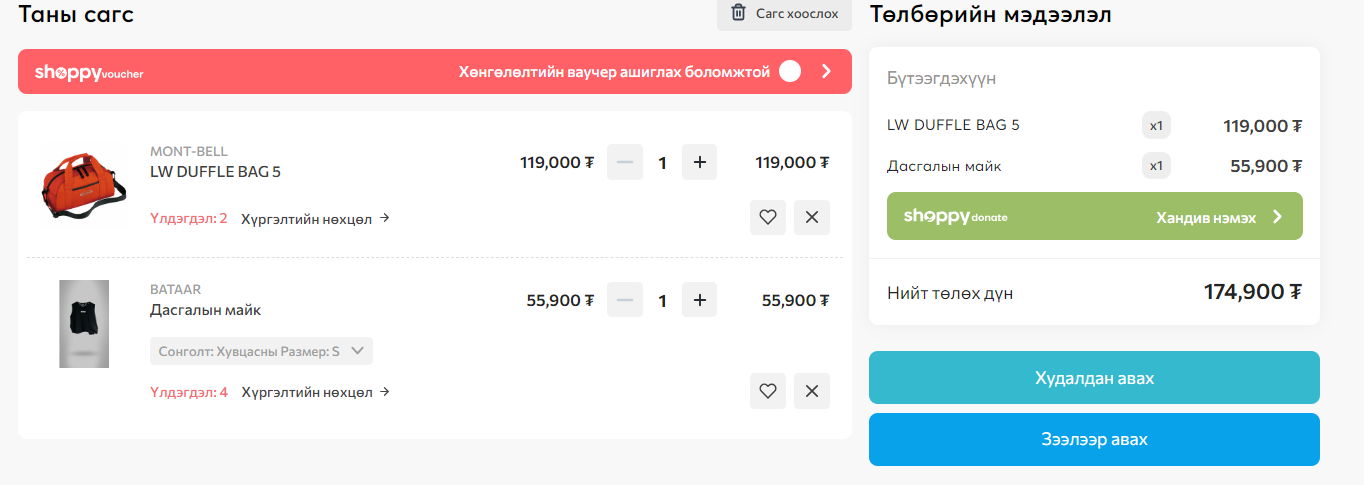 Таны сагс
Сагс хоослох
shoppy voucher
Хөнгөлөлтийн ваучер ашиглах боломжтой
MONT-BELL
LW DUFFLE BAG 5
119,000 ₮ 1 119,000 ₮
Үлдэгдэл: 2 Хүргэлтийн нөхцөл
BATAAR
Дасгалын майк
55,900 ₮ 1 55,900 ₮
Сонголт: Хувцасны Размер: S
Үлдэгдэл: 4 Хүргэлтийн нөхцөл
Төлбөрийн мэдээлэл
Бүтээгдэхүүн
LW DUFFLE BAG 5 x1 119,000 ₮
Дасгалын майк x1 55,900 ₮
shoppy donate Хандив нэмэх
Нийт төлөх дүн 174,900 ₮
Худалдан авах
Зээлээр авах